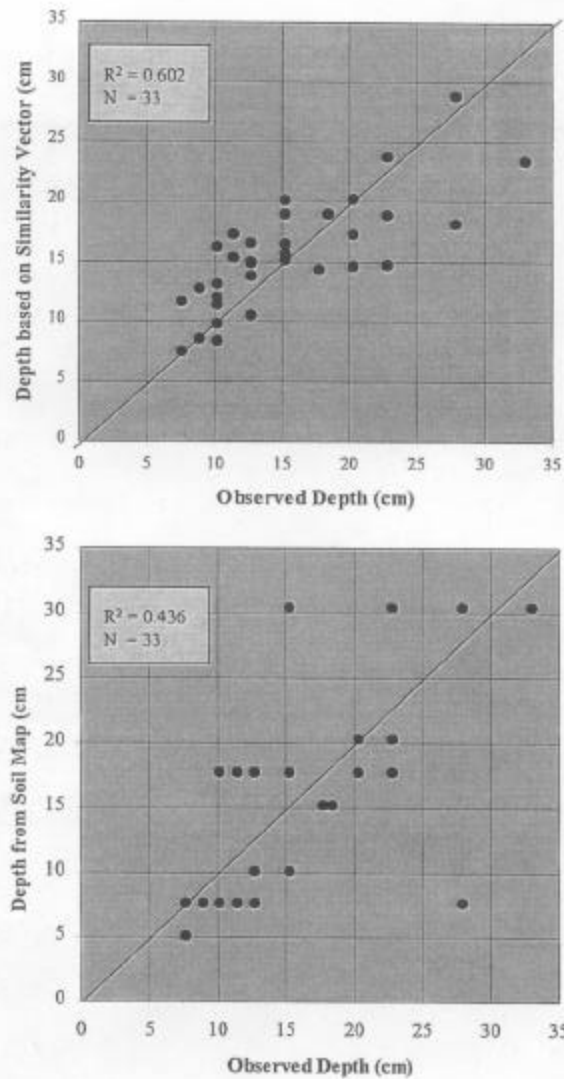 35
30
25
20
15
10
5
0
R² = 0.602
N = 33
Depth based on Similarity Vector (cm
0 5 10 15 20 25 30 35
Observed Depth (cm)
35
30
25
20
15
10
5
0
R² = 0.436
N = 33
Depth from Soil Map (cm
0 5 10 15 20 25 30 35
Observed Depth (cm)